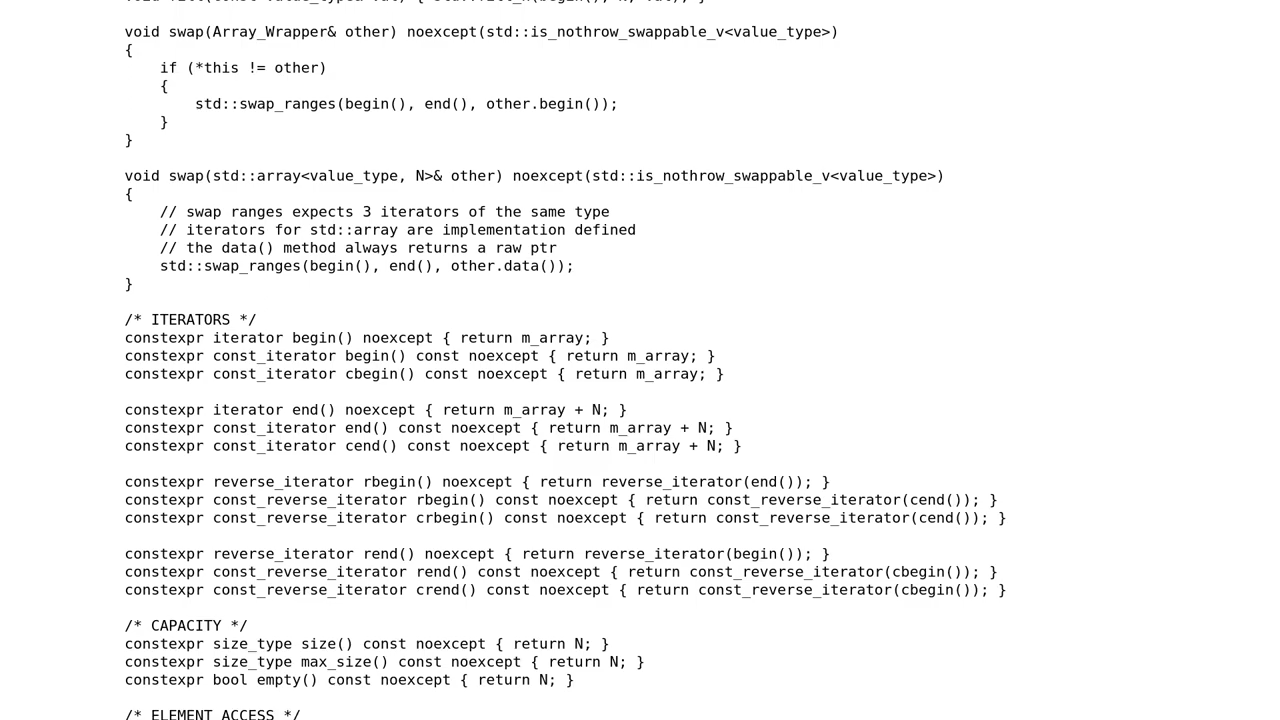 void swap(Array_Wrapper& other) noexcept(std::is_nothrow_swappable_v<value_type>)
{
    if (*this != other)
    {
        std::swap_ranges(begin(), end(), other.begin());
    }
}
void swap(std::array<value_type, N>& other) noexcept(std::is_nothrow_swappable_v<value_type>)
{
    // swap ranges expects 3 iterators of the same type
    // iterators for std::array are implementation defined
    // the data() method always returns a raw ptr
    std::swap_ranges(begin(), end(), other.data());
}
/* ITERATORS */
constexpr iterator begin() noexcept { return m_array; }
constexpr const_iterator begin() const noexcept { return m_array; }
constexpr const_iterator cbegin() const noexcept { return m_array; }
constexpr iterator end() noexcept { return m_array + N; }
constexpr const_iterator end() const noexcept { return m_array + N; }
constexpr const_iterator cend() const noexcept { return m_array + N; }
constexpr reverse_iterator rbegin() noexcept { return reverse_iterator(end()); }
constexpr const_reverse_iterator rbegin() const noexcept { return const_reverse_iterator(cend()); }
constexpr const_reverse_iterator crbegin() const noexcept { return const_reverse_iterator(cend()); }
constexpr reverse_iterator rend() noexcept { return reverse_iterator(begin()); }
constexpr const_reverse_iterator rend() const noexcept { return const_reverse_iterator(cbegin()); }
constexpr const_reverse_iterator crend() const noexcept { return const_reverse_iterator(cbegin()); }
/* CAPACITY */
constexpr size_type size() const noexcept { return N; }
constexpr size_type max_size() const noexcept { return N; }
constexpr bool empty() const noexcept { return N; }
/* ELEMENT ACCESS */